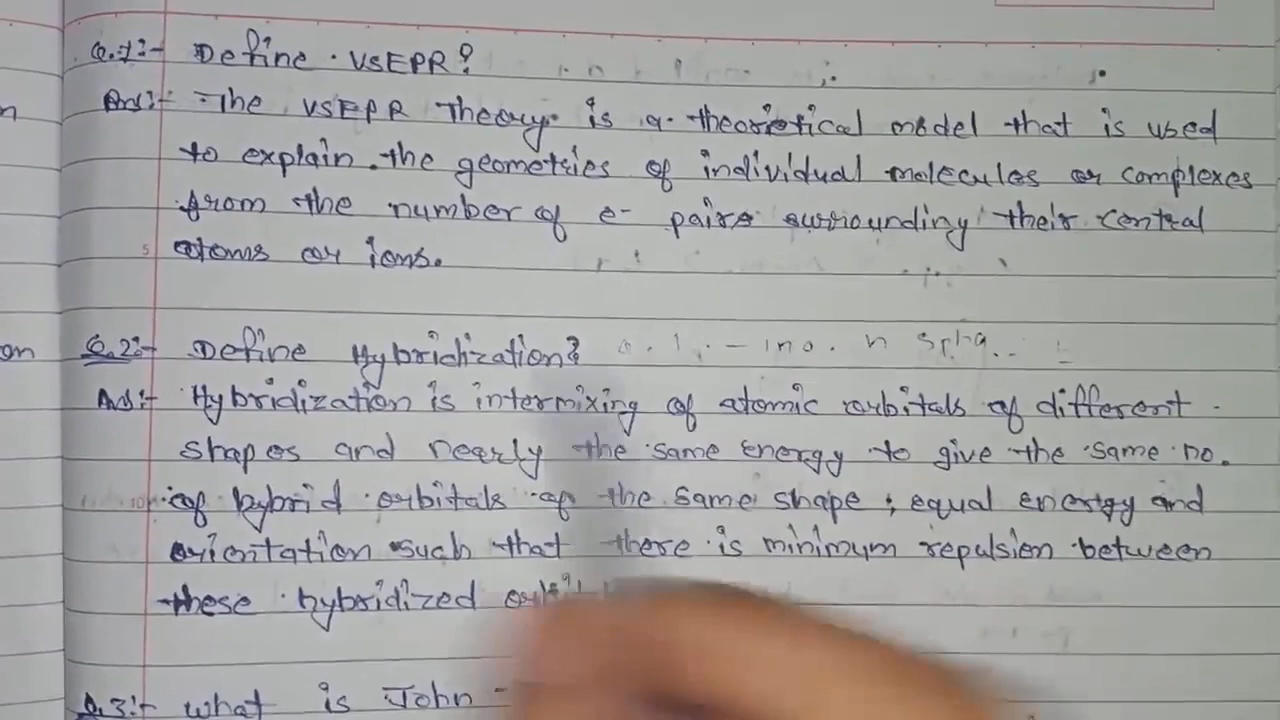 Q.1:- Define VSEPR?
Ans:- The VSEPR Theory is a theoriotical model that is used
to explain the geometries of individual molecules or complexes
from the number of e- pairs surrounding their central
atoms or ions.
on Q.2:- Define Hybridization?
Ans:- Hybridization is intermixing of atomic orbitals of different
shapes and nearly the same energy to give the same no.
of hybrid orbitals of the same shape, equal energy and
orientation such that there is minimum repulsion between
these hybridized
Q.3:- what is John -